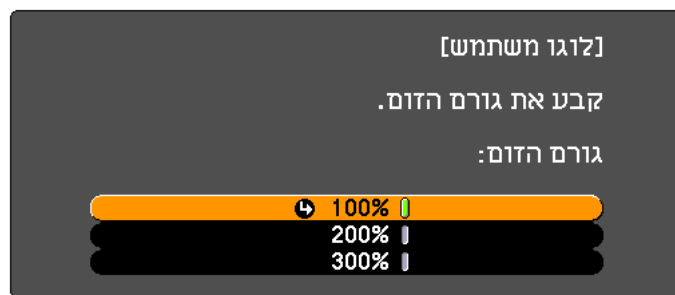 [לוגו משתמש]
קבע את גורם הזום.
גורם הזום:
100%
200%
300%